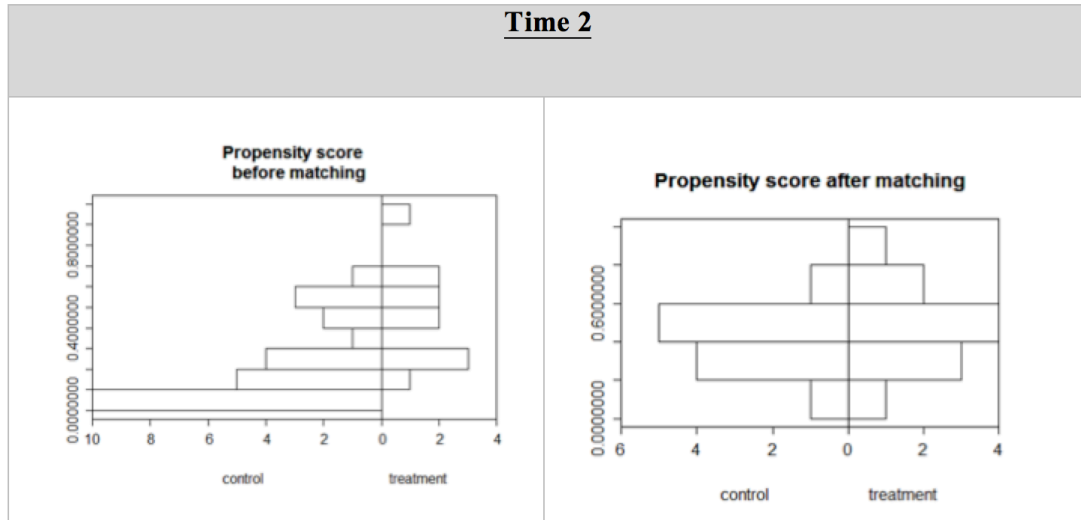 Time 2
Propensity score
before matching
0.0000000 0.4000000 0.8000000
10 8 6 4 2 0 2 4
control treatment
Propensity score after matching
0.0000000 0.6000000
6 4 2 0 2 4
control treatment